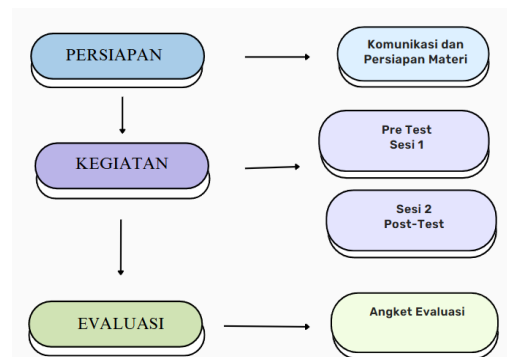 PERSIAPAN
Komunikasi dan
Persiapan Materi
KEGIATAN
Pre Test
Sesi 1
Sesi 2
Post-Test
EVALUASI
Angket Evaluasi